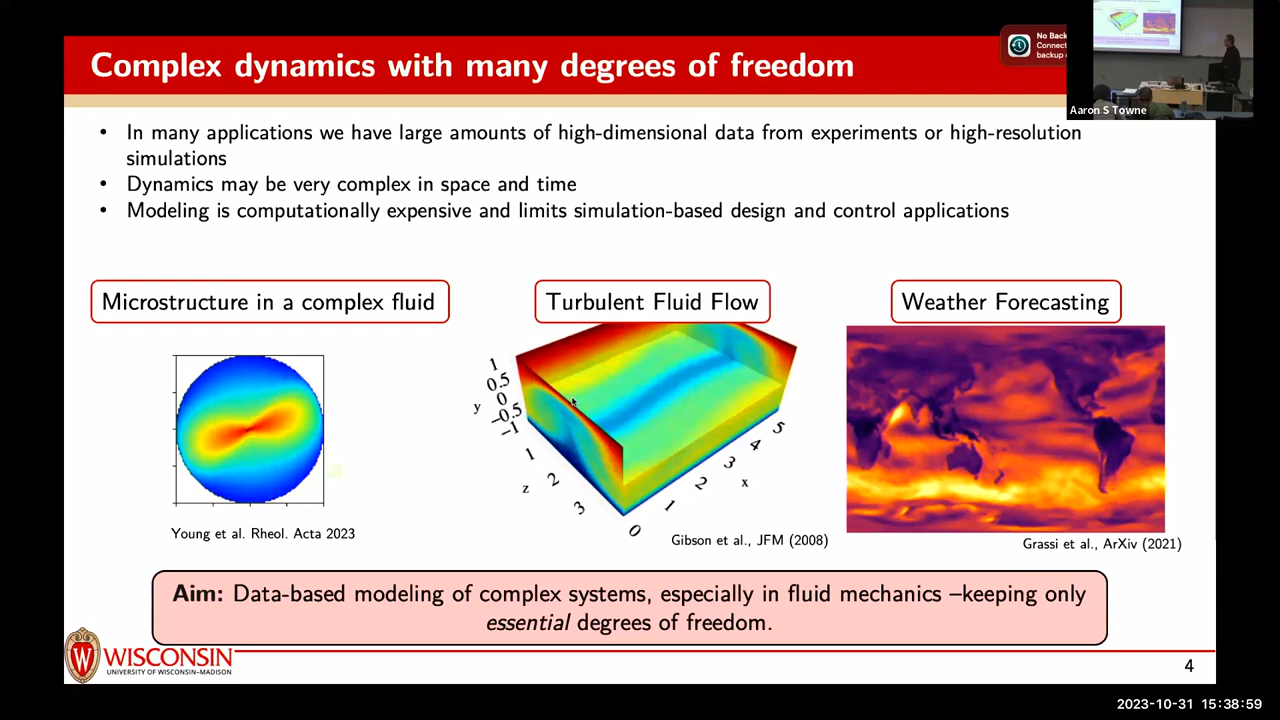 Complex dynamics with many degrees of freedom
No Back
Connect
backup
Aaron S Towne
• In many applications we have large amounts of high-dimensional data from experiments or high-resolution
simulations
• Dynamics may be very complex in space and time
• Modeling is computationally expensive and limits simulation-based design and control applications
Microstructure in a complex fluid
Turbulent Fluid Flow
Weather Forecasting
1
0.5
0
−0.5
−1
y
1
2
3
z
0
1
2
3
4
5
x
Young et al. Rheol. Acta 2023
Gibson et al., JFM (2008)
Grassi et al., ArXiv (2021)
Aim: Data-based modeling of complex systems, especially in fluid mechanics –keeping only
essential degrees of freedom.
W
WISCONSIN
UNIVERSITY OF WISCONSIN–MADISON
4
2023-10-31 15:38:59